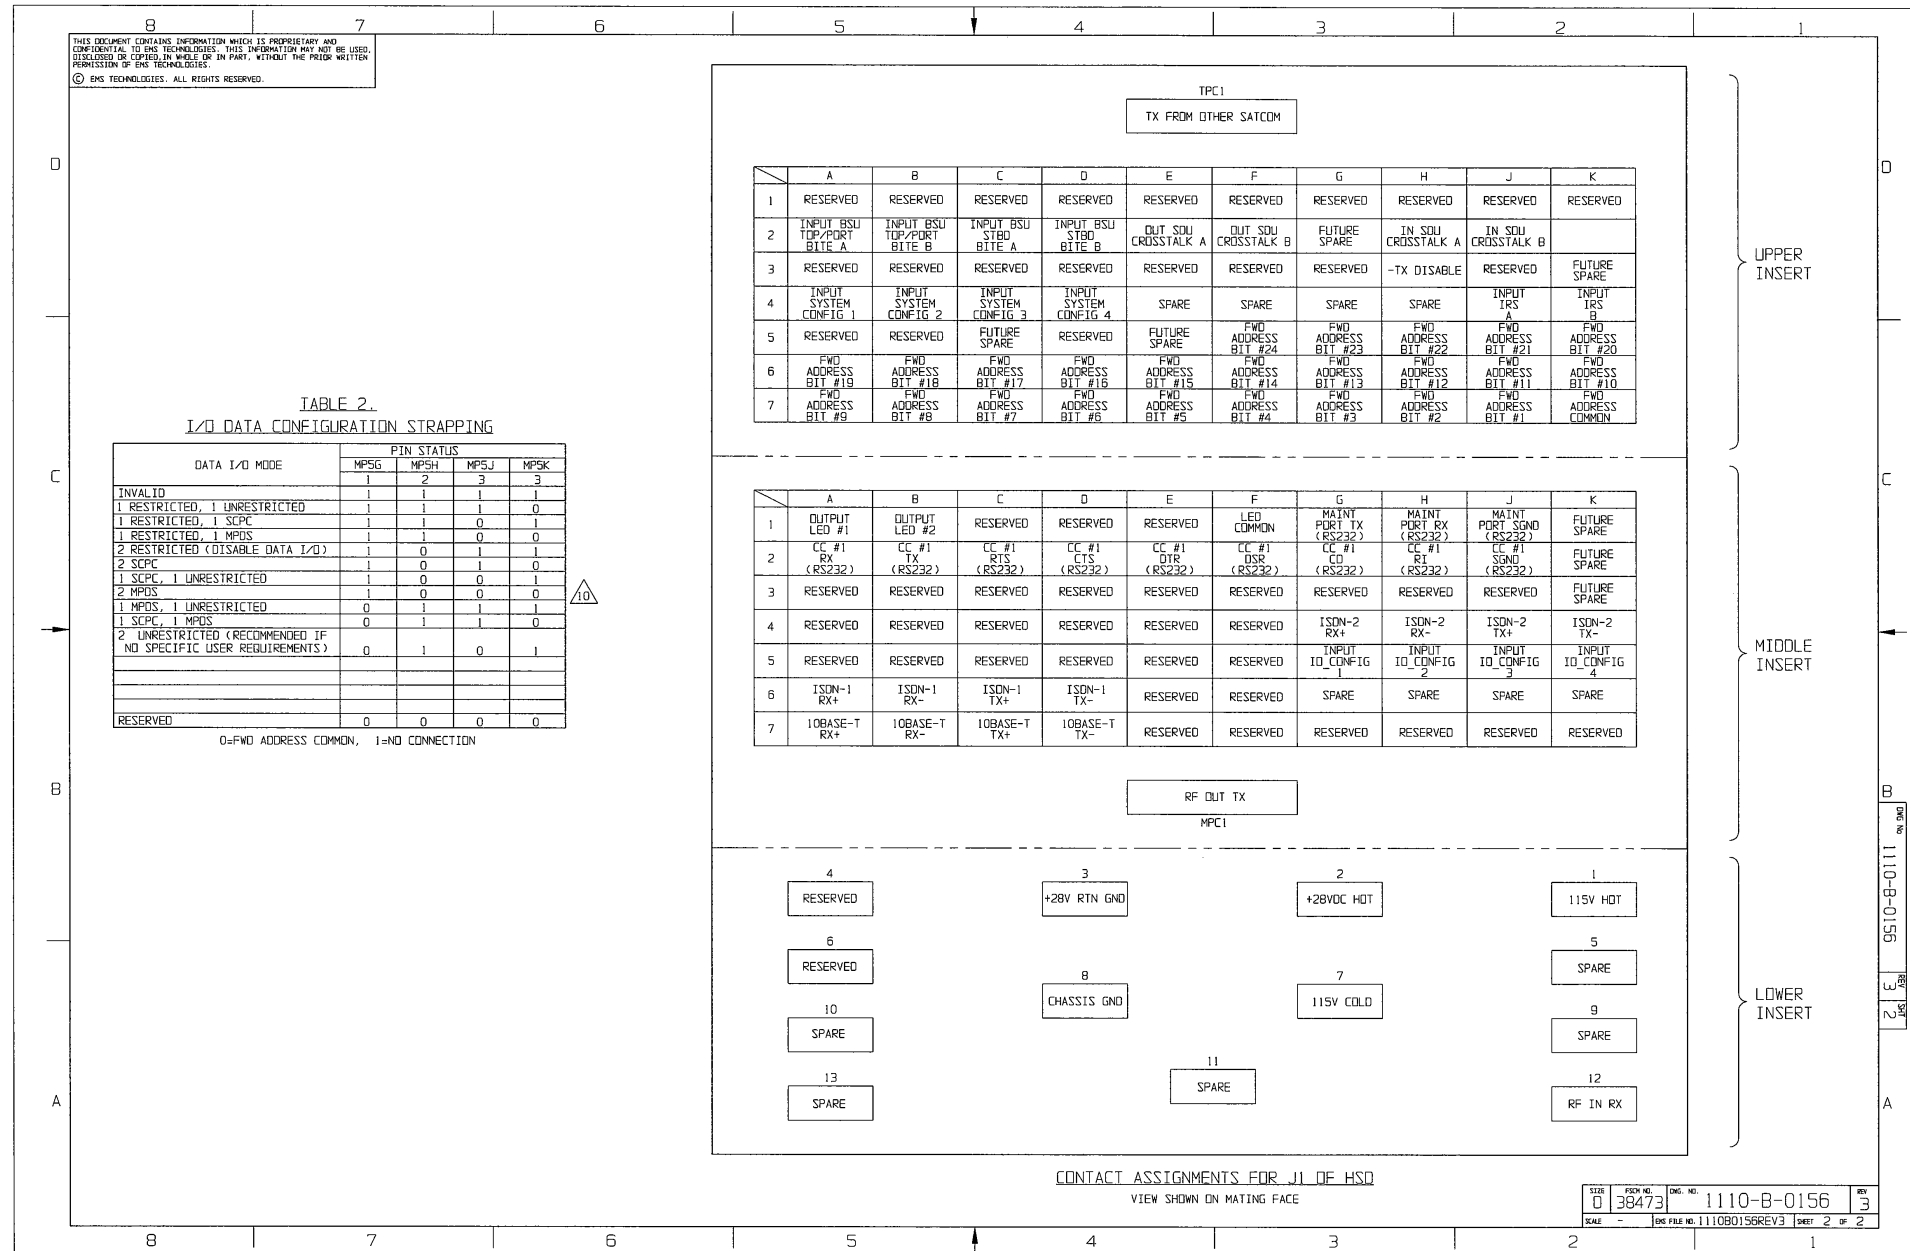 8 7 6 5 4 3 2 1
THIS DOCUMENT CONTAINS INFORMATION WHICH IS PROPRIETARY AND
CONFIDENTIAL TO EMS TECHNOLOGIES. THIS INFORMATION MAY NOT BE USED,
DISCLOSED OR COPIED, IN WHOLE OR IN PART, WITHOUT THE PRIOR WRITTEN
PERMISSION OF EMS TECHNOLOGIES.
© EMS TECHNOLOGIES. ALL RIGHTS RESERVED.
D
C
B
A
TABLE 2.
I/O DATA CONFIGURATION STRAPPING
DATA I/O MODE PIN STATUS
MP5G MP5H MP5J MP5K
1 2 3 3
INVALID 1 1 1 1
1 RESTRICTED, 1 UNRESTRICTED 1 1 1 0
1 RESTRICTED, 1 SCPC 1 1 0 1
1 RESTRICTED, 1 MPDS 1 1 0 0
2 RESTRICTED (DISABLE DATA I/O) 1 0 1 1
2 SCPC 1 0 1 0
1 SCPC, 1 UNRESTRICTED 1 0 0 1
2 MPDS 1 0 0 0
1 MPDS, 1 UNRESTRICTED 0 1 1 1
1 SCPC, 1 MPDS 0 1 1 0
2 UNRESTRICTED (RECOMMENDED IF
NO SPECIFIC USER REQUIREMENTS) 0 1 0 1
RESERVED 0 0 0 0
10
0=FWD ADDRESS COMMON, 1=NO CONNECTION
TPC1
TX FROM OTHER SATCOM
A B C D E F G H J K
1 RESERVED RESERVED RESERVED RESERVED RESERVED RESERVED RESERVED RESERVED RESERVED RESERVED
INPUT BSU INPUT BSU INPUT BSU INPUT BSU OUT SDU OUT SDU FUTURE IN SDU IN SDU
2 TOP/PORT TOP/PORT STBD STBD CROSSTALK A CROSSTALK B SPARE CROSSTALK A CROSSTALK B
BITE A BITE B BITE A BITE B
3 RESERVED RESERVED RESERVED RESERVED RESERVED RESERVED RESERVED -TX DISABLE RESERVED FUTURE SPARE
INPUT INPUT INPUT INPUT INPUT INPUT
4 SYSTEM SYSTEM SYSTEM SYSTEM SPARE SPARE SPARE SPARE IRS IRS
CONFIG 1 CONFIG 2 CONFIG 3 CONFIG 4 A B
FUTURE FUTURE FWD FWD FWD FWD FWD
5 RESERVED RESERVED SPARE RESERVED SPARE ADDRESS ADDRESS ADDRESS ADDRESS ADDRESS
BIT #24 BIT #23 BIT #22 BIT #21 BIT #20
FWD FWD FWD FWD FWD FWD FWD FWD FWD FWD
6 ADDRESS ADDRESS ADDRESS ADDRESS ADDRESS ADDRESS ADDRESS ADDRESS ADDRESS ADDRESS
BIT #19 BIT #18 BIT #17 BIT #16 BIT #15 BIT #14 BIT #13 BIT #12 BIT #11 BIT #10
FWD FWD FWD FWD FWD FWD FWD FWD FWD FWD
7 ADDRESS ADDRESS ADDRESS ADDRESS ADDRESS ADDRESS ADDRESS ADDRESS ADDRESS ADDRESS
BIT #9 BIT #8 BIT #7 BIT #6 BIT #5 BIT #4 BIT #3 BIT #2 BIT #1 COMMON
UPPER
INSERT
A B C D E F G H J K
OUTPUT OUTPUT LED MAINT MAINT MAINT FUTURE
1 LED #1 LED #2 RESERVED RESERVED RESERVED COMMON PORT TX PORT RX PORT SGND SPARE
(RS232) (RS232) (RS232)
CC #1 CC #1 CC #1 CC #1 CC #1 CC #1 CC #1 CC #1 CC #1 FUTURE
2 RX TX RTS CTS DTR DSR CD RI SGND SPARE
(RS232) (RS232) (RS232) (RS232) (RS232) (RS232) (RS232) (RS232) (RS232)
3 RESERVED RESERVED RESERVED RESERVED RESERVED RESERVED RESERVED RESERVED RESERVED FUTURE SPARE
ISDN-2 ISDN-2 ISDN-2 ISDN-2
4 RESERVED RESERVED RESERVED RESERVED RESERVED RESERVED RX+ RX- TX+ TX-
INPUT INPUT INPUT INPUT
5 RESERVED RESERVED RESERVED RESERVED RESERVED RESERVED IO_CONFIG IO_CONFIG IO_CONFIG IO_CONFIG
1 2 3 4
ISDN-1 ISDN-1 ISDN-1 ISDN-1
6 RX+ RX- TX+ TX- RESERVED RESERVED SPARE SPARE SPARE SPARE
10BASE-T 10BASE-T 10BASE-T 10BASE-T
7 RX+ RX- TX+ TX- RESERVED RESERVED RESERVED RESERVED RESERVED RESERVED
MIDDLE
INSERT
RF OUT TX
MPC1
4 3 2 1
RESERVED +28V RTN GND +28VDC HOT 115V HOT
6 5
RESERVED SPARE
8 7
CHASSIS GND 115V COLD
10 9
SPARE SPARE
11
SPARE
13 12
SPARE RF IN RX
LOWER
INSERT
CONTACT ASSIGNMENTS FOR J1 OF HSD
VIEW SHOWN ON MATING FACE
D
C
B
A
DWG No 1110-B-0156 REV 3 SHT 2
SIZE D FSCM NO. 38473 DWG. NO. 1110-B-0156 REV 3
SCALE - EMS FILE NO. 1110B0156REV3 SHEET 2 OF 2
8 7 6 5 4 3 2 1